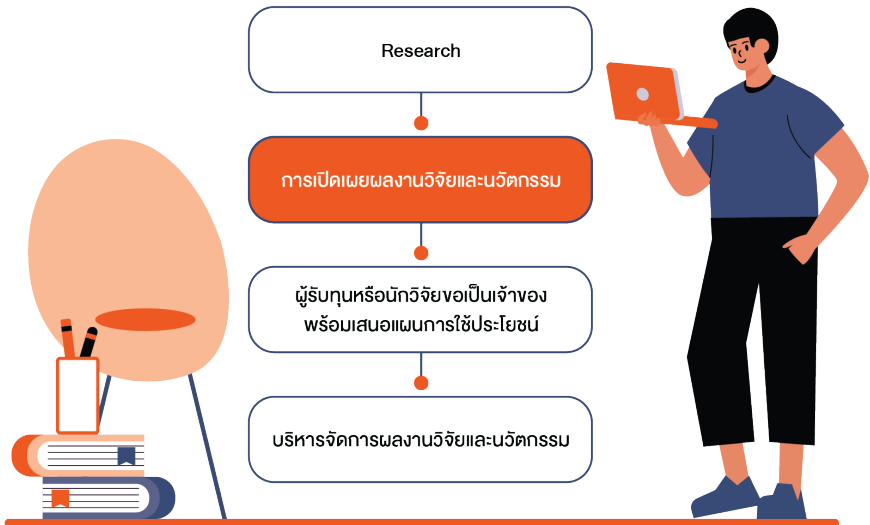 Research
การเปิดเผยผลงานวิจัยและนวัตกรรม
ผู้รับทุนหรือนักวิจัยขอเป็นเจ้าของ
พร้อมเสนอแผนการใช้ประโยชน์
บริหารจัดการผลงานวิจัยและนวัตกรรม